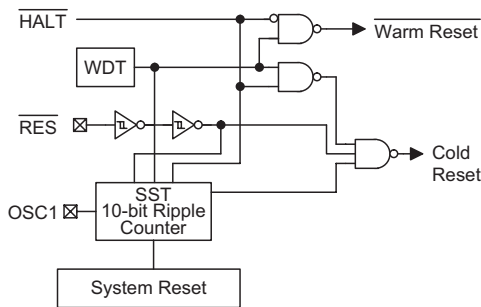 HALT
Warm Reset
WDT
RES
Cold
Reset
SST
10-bit Ripple
Counter
OSC1
System Reset